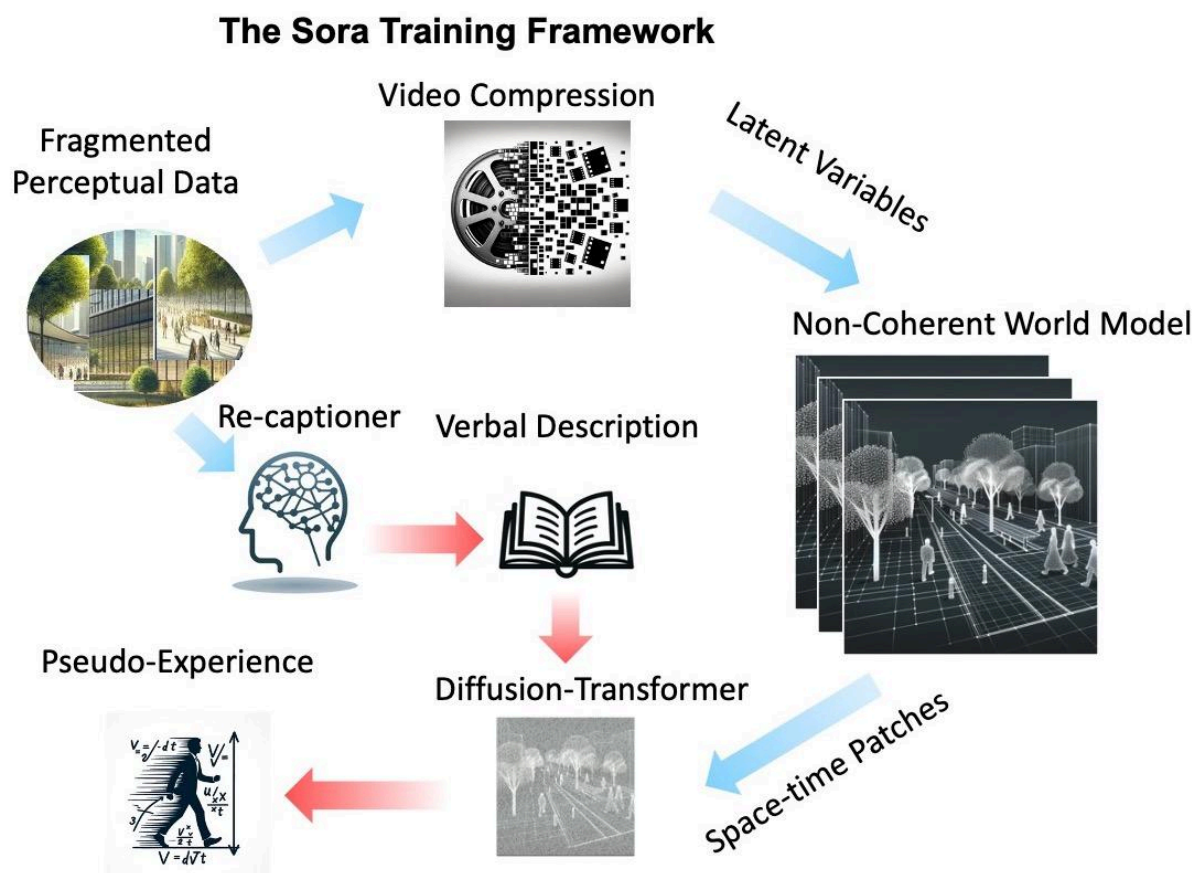 The Sora Training Framework
Video Compression
Fragmented
Perceptual Data
Latent Variables
Non-Coherent World Model
Re-captioner
Verbal Description
Pseudo-Experience
Diffusion-Transformer
Space-time Patches
V = d√t